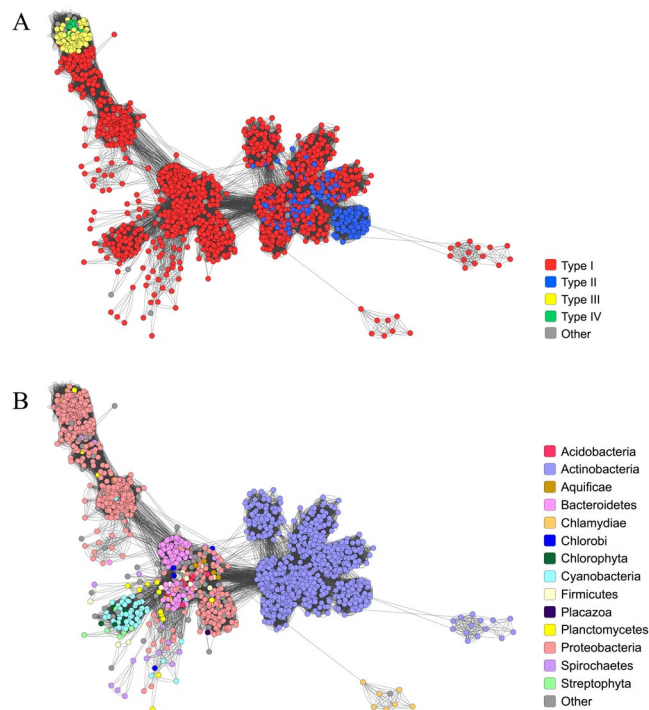 A
Type I
Type II
Type III
Type IV
Other
B
Acidobacteria
Actinobacteria
Aquificae
Bacteroidetes
Chlamydiae
Chlorobi
Chlorophyta
Cyanobacteria
Firmicutes
Placazoa
Planctomycetes
Proteobacteria
Spirochaetes
Streptophyta
Other